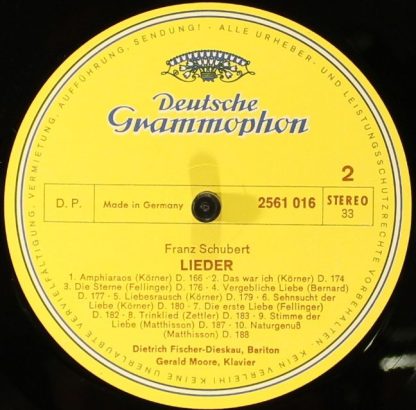 VERVIELFÄLTIGUNG, VERMIETUNG, AUFFÜHRUNG, SENDUNG! · ALLE URHEBER- UND LEISTUNGSSCHUTZRECHTE VORBEHALTEN · KEIN VERLEIH! KEINE UNERLAUBTE
Deutsche
Grammophon
2
D. P.
Made in Germany
2561 016
STEREO
33
Franz Schubert
LIEDER
1. Amphiaraos (Körner) D. 166 · 2. Das war ich (Körner) D. 174
3. Die Sterne (Fellinger) D. 176 · 4. Vergebliche Liebe (Bernard)
D. 177 · 5. Liebesrausch (Körner) D. 179 · 6. Sehnsucht der
Liebe (Körner) D. 180 · 7. Die erste Liebe (Fellinger)
D. 182 · 8. Trinklied (Zettler) D. 183 · 9. Stimme der
Liebe (Matthisson) D. 187 · 10. Naturgenuß
(Matthisson) D. 188
Dietrich Fischer-Dieskau, Bariton
Gerald Moore, Klavier